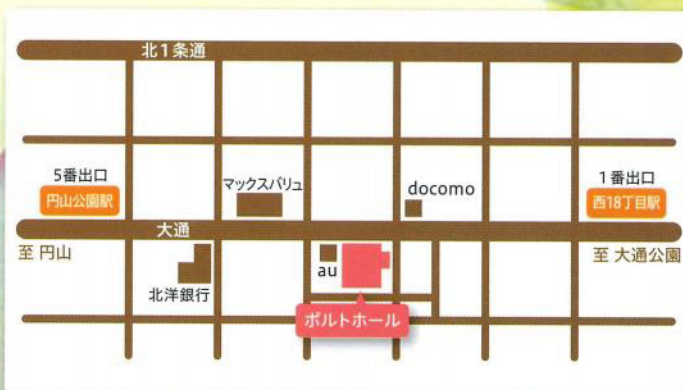 北1条通
5番出口
円山公園駅
マックスバリュ
docomo
1番出口
西18丁目駅
大通
至 円山
至 大通公園
au
北洋銀行
ポルトホール